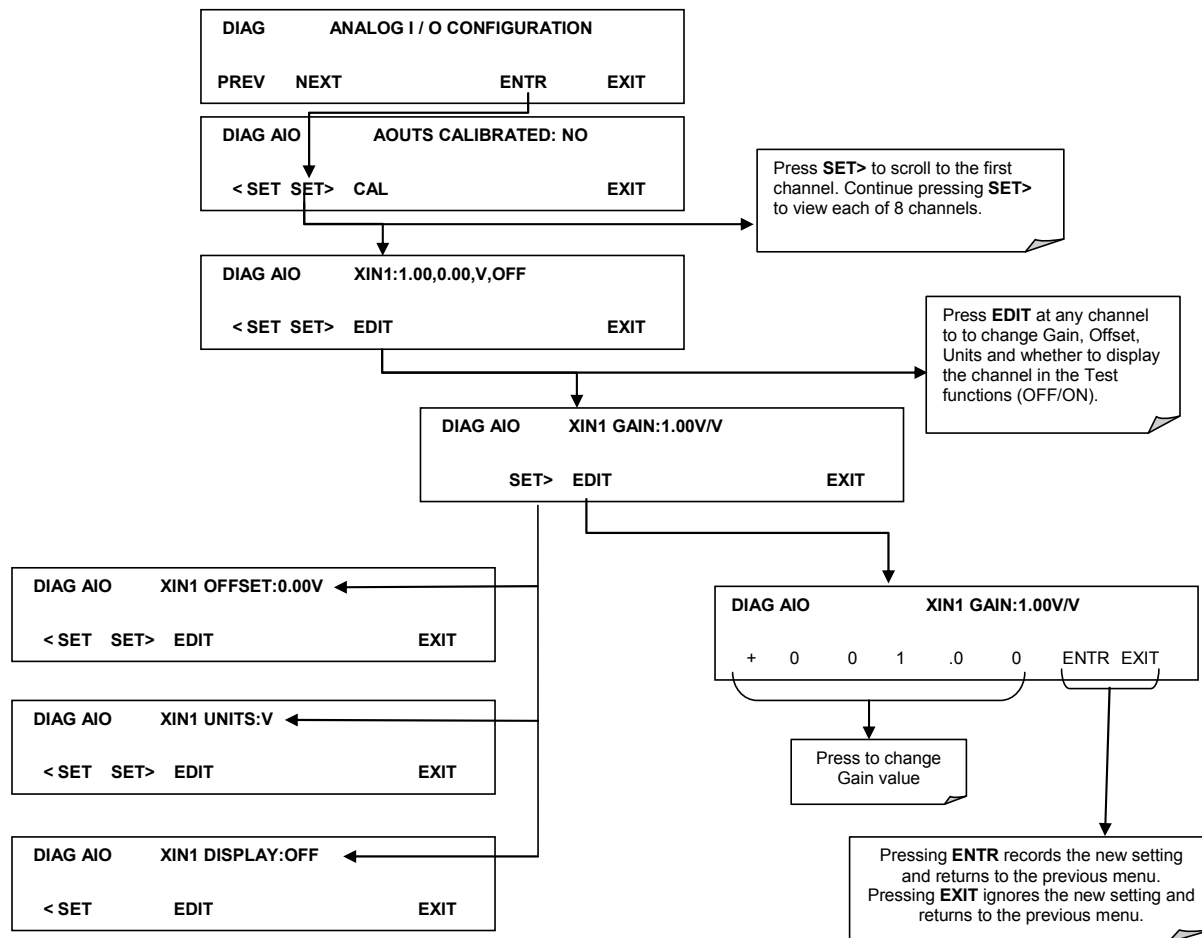 DIAG ANALOG I / O CONFIGURATION
PREV NEXT ENTR EXIT
DIAG AIO AOUTS CALIBRATED: NO
< SET SET> CAL EXIT
Press SET> to scroll to the first
channel. Continue pressing SET>
to view each of 8 channels.
DIAG AIO XIN1:1.00,0.00,V,OFF
< SET SET> EDIT EXIT
Press EDIT at any channel
to to change Gain, Offset,
Units and whether to display
the channel in the Test
functions (OFF/ON).
DIAG AIO XIN1 GAIN:1.00V/V
SET> EDIT EXIT
DIAG AIO XIN1 OFFSET:0.00V
< SET SET> EDIT EXIT
DIAG AIO XIN1 UNITS:V
< SET SET> EDIT EXIT
DIAG AIO XIN1 DISPLAY:OFF
< SET EDIT EXIT
DIAG AIO XIN1 GAIN:1.00V/V
+ 0 0 1 .0 0 ENTR EXIT
Press to change
Gain value
Pressing ENTR records the new setting
and returns to the previous menu.
Pressing EXIT ignores the new setting and
returns to the previous menu.